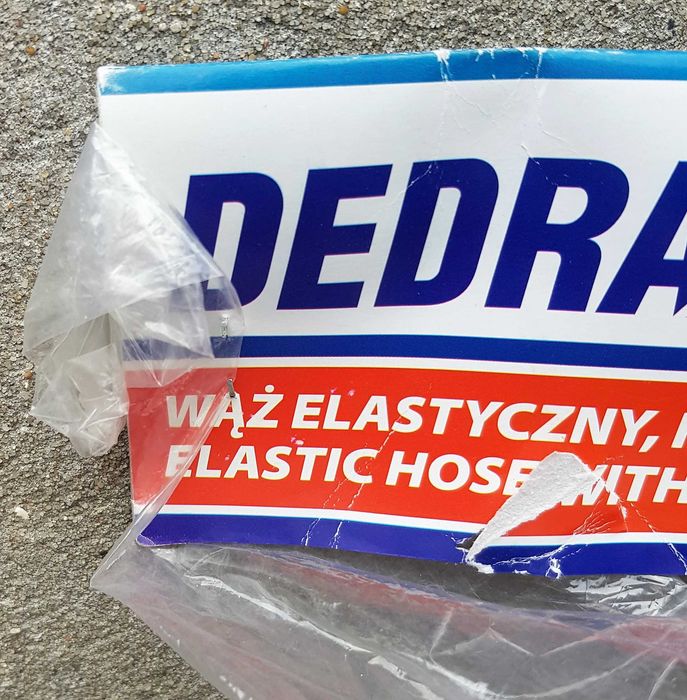 DEDRA
WĄŻ ELASTYCZNY,
ELASTIC HOSE WITH